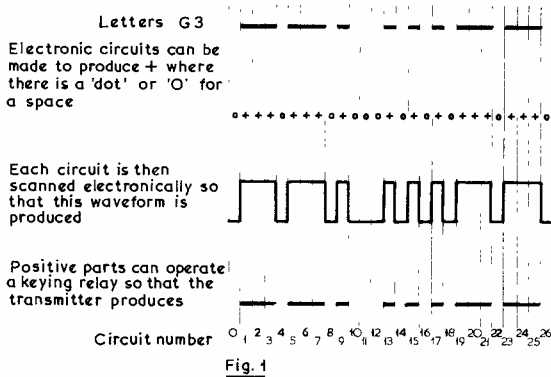 Letters G3
Electronic circuits can be
made to produce + where
there is a 'dot' or 'O' for
a space
o + + + o + + + o + o o o + o + o + o + + + o + + + o
Each circuit is then
scanned electronically so
that this waveform is
produced
Positive parts can operate
a keying relay so that the
transmitter produces
Circuit number 0 1 2 3 4 5 6 7 8 9 10 11 12 13 14 15 16 17 18 19 20 21 22 23 24 25 26
Fig. 1